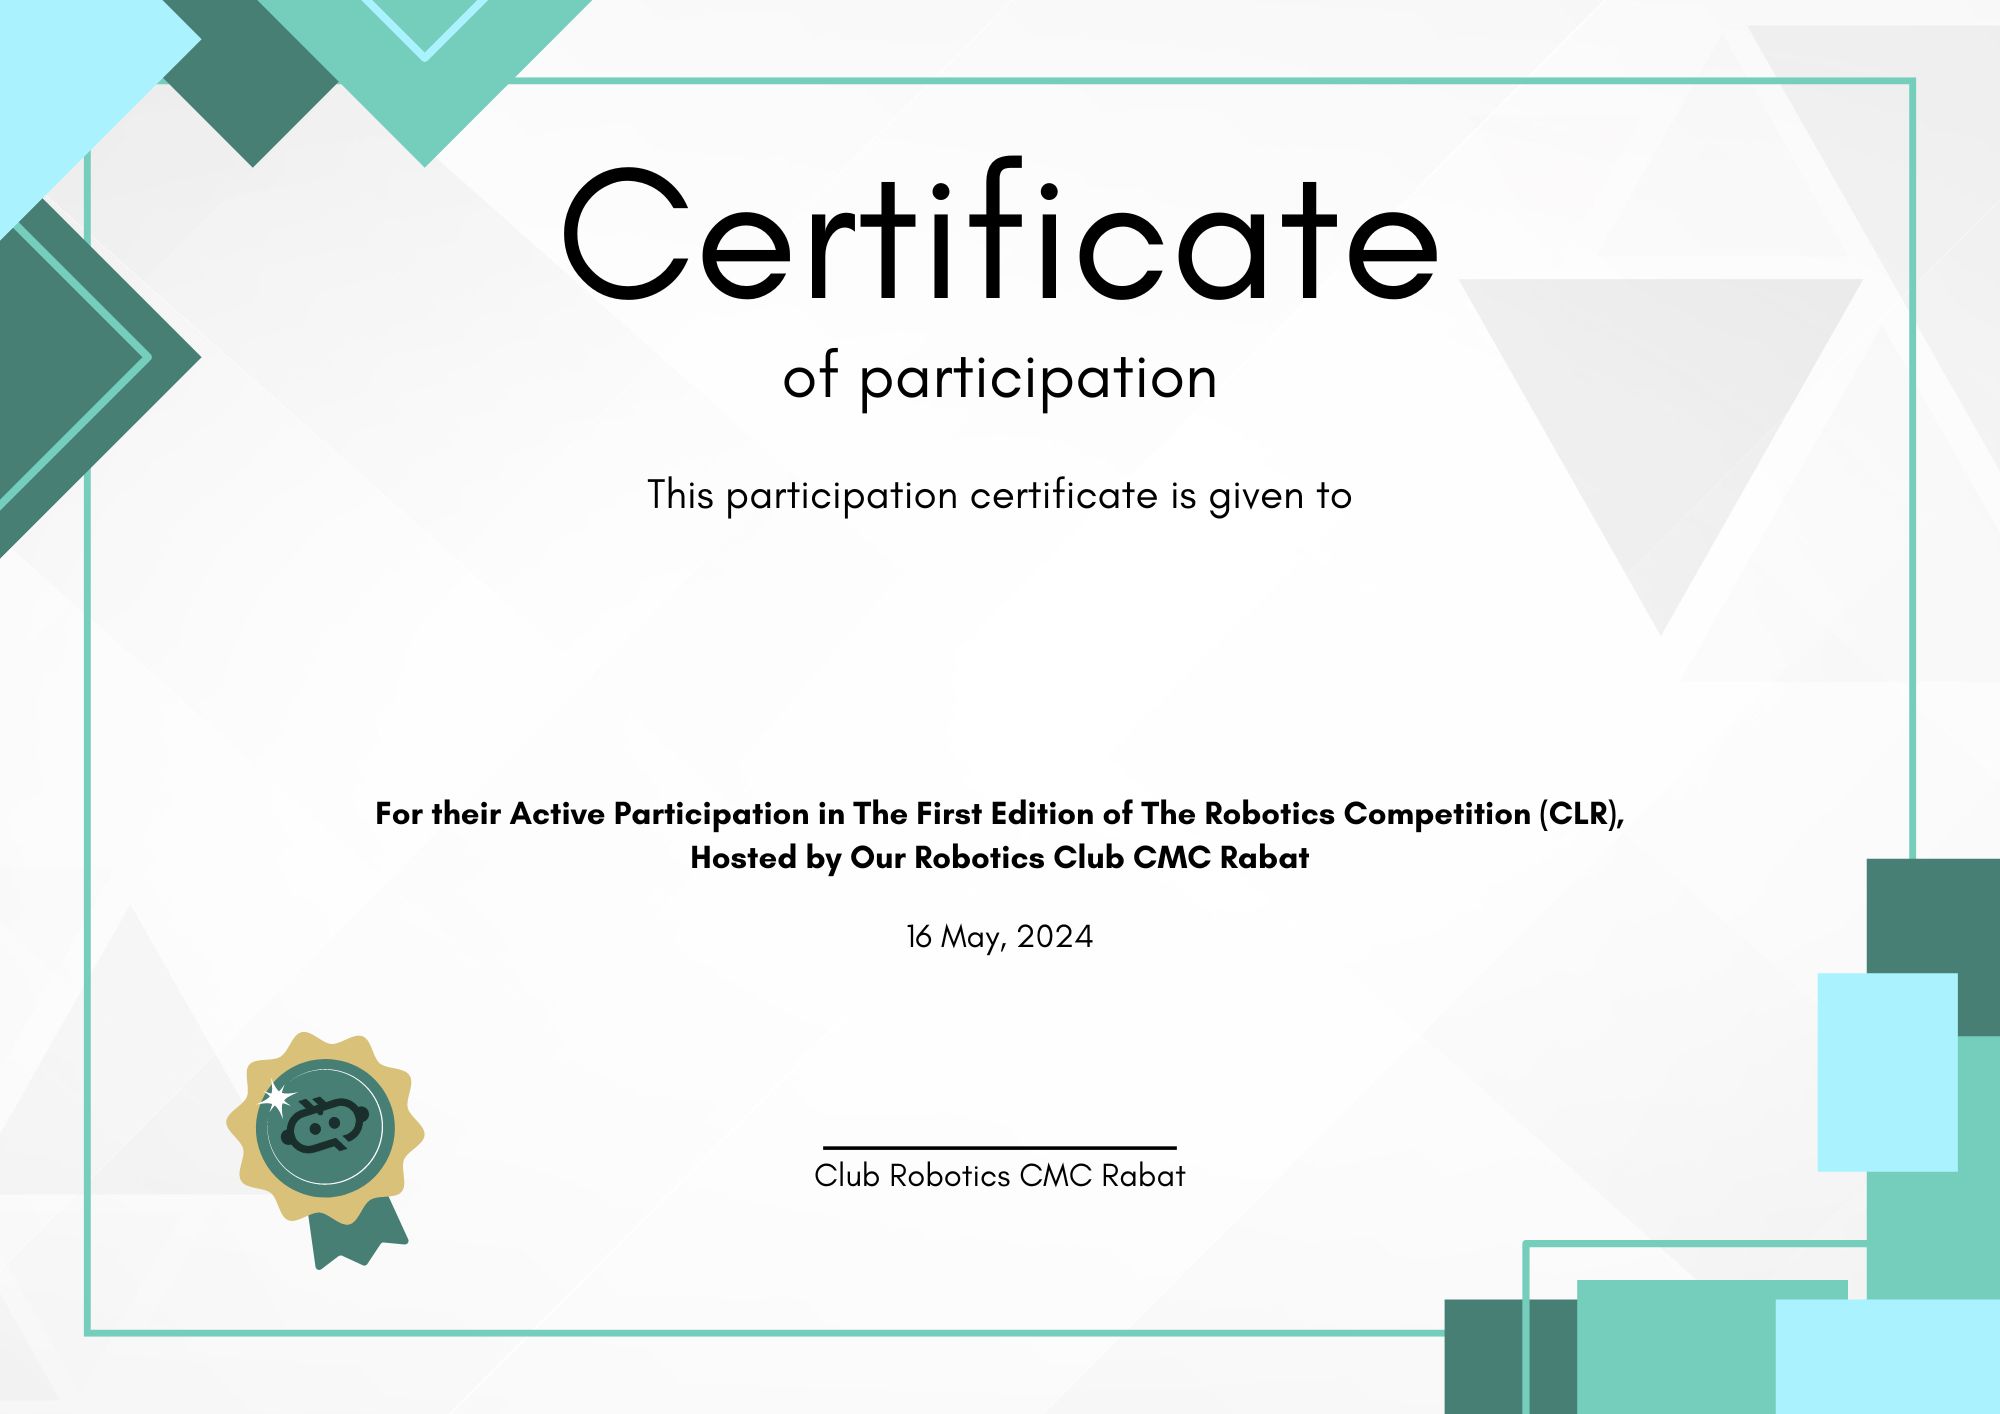 Certificate
of participation
This participation certificate is given to
For their Active Participation in The First Edition of The Robotics Competition (CLR),
Hosted by Our Robotics Club CMC Rabat
16 May, 2024
Club Robotics CMC Rabat